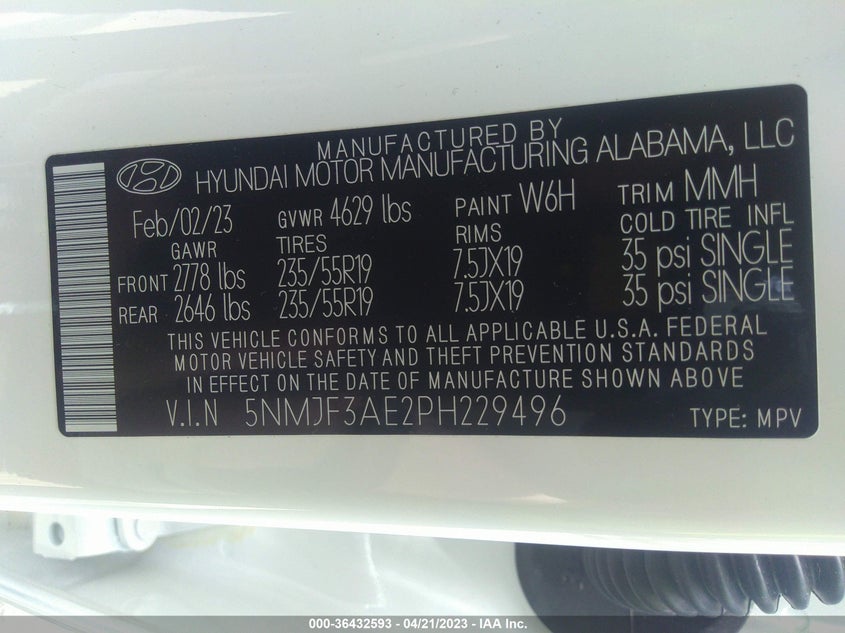 MANUFACTURED BY
HYUNDAI MOTOR MANUFACTURING ALABAMA, LLC
Feb/02/23 GVWR 4629 lbs PAINT W6H TRIM MMH
GAWR TIRES RIMS COLD TIRE INFL
FRONT 2778 lbs 235/55R19 7.5JX19 35 psi SINGLE
REAR 2646 lbs 235/55R19 7.5JX19 35 psi SINGLE
THIS VEHICLE CONFORMS TO ALL APPLICABLE U.S.A. FEDERAL
MOTOR VEHICLE SAFETY AND THEFT PREVENTION STANDARDS
IN EFFECT ON THE DATE OF MANUFACTURE SHOWN ABOVE
V.I.N 5NMJF3AE2PH229496 TYPE: MPV
000-36432593 - 04/21/2023 - IAA Inc.